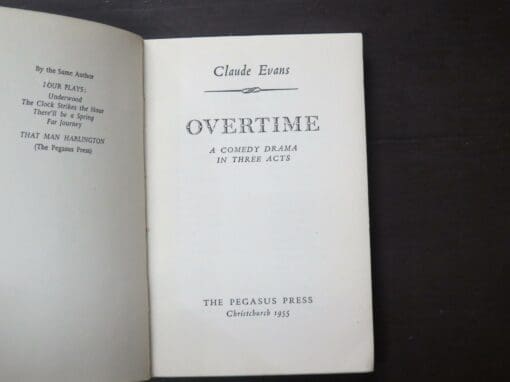 By the Same Author
FOUR PLAYS:
Underwood
The Clock Strikes the Hour
There'll be a Spring
Far Journey
THAT MAN HARLINGTON
(The Pegasus Press)
Claude Evans
OVERTIME
A COMEDY DRAMA
IN THREE ACTS
THE PEGASUS PRESS
Christchurch 1955